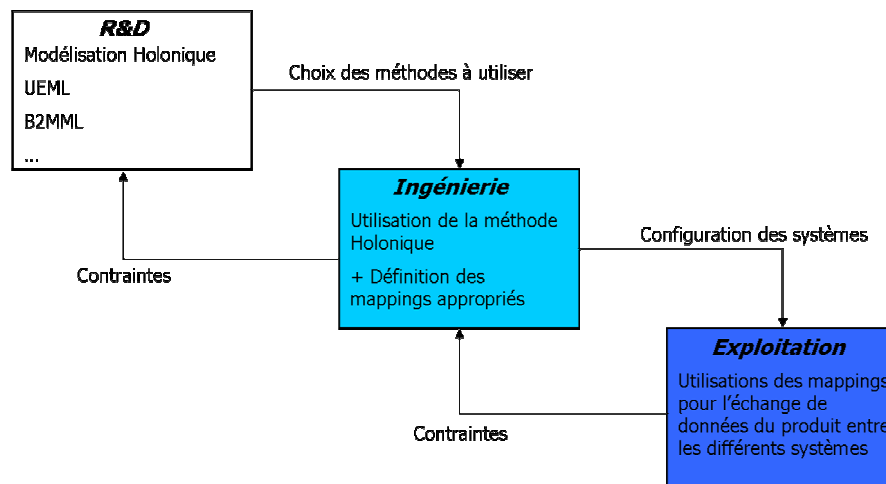 R&D
Modélisation Holonique
UEML
B2MML
...
Choix des méthodes à utiliser
Ingénierie
Utilisation de la méthode
Holonique
+ Définition des
mappings appropriés
Contraintes
Configuration des systèmes
Exploitation
Utilisations des mappings
pour l'échange de
données du produit entre
les différents systèmes
Contraintes